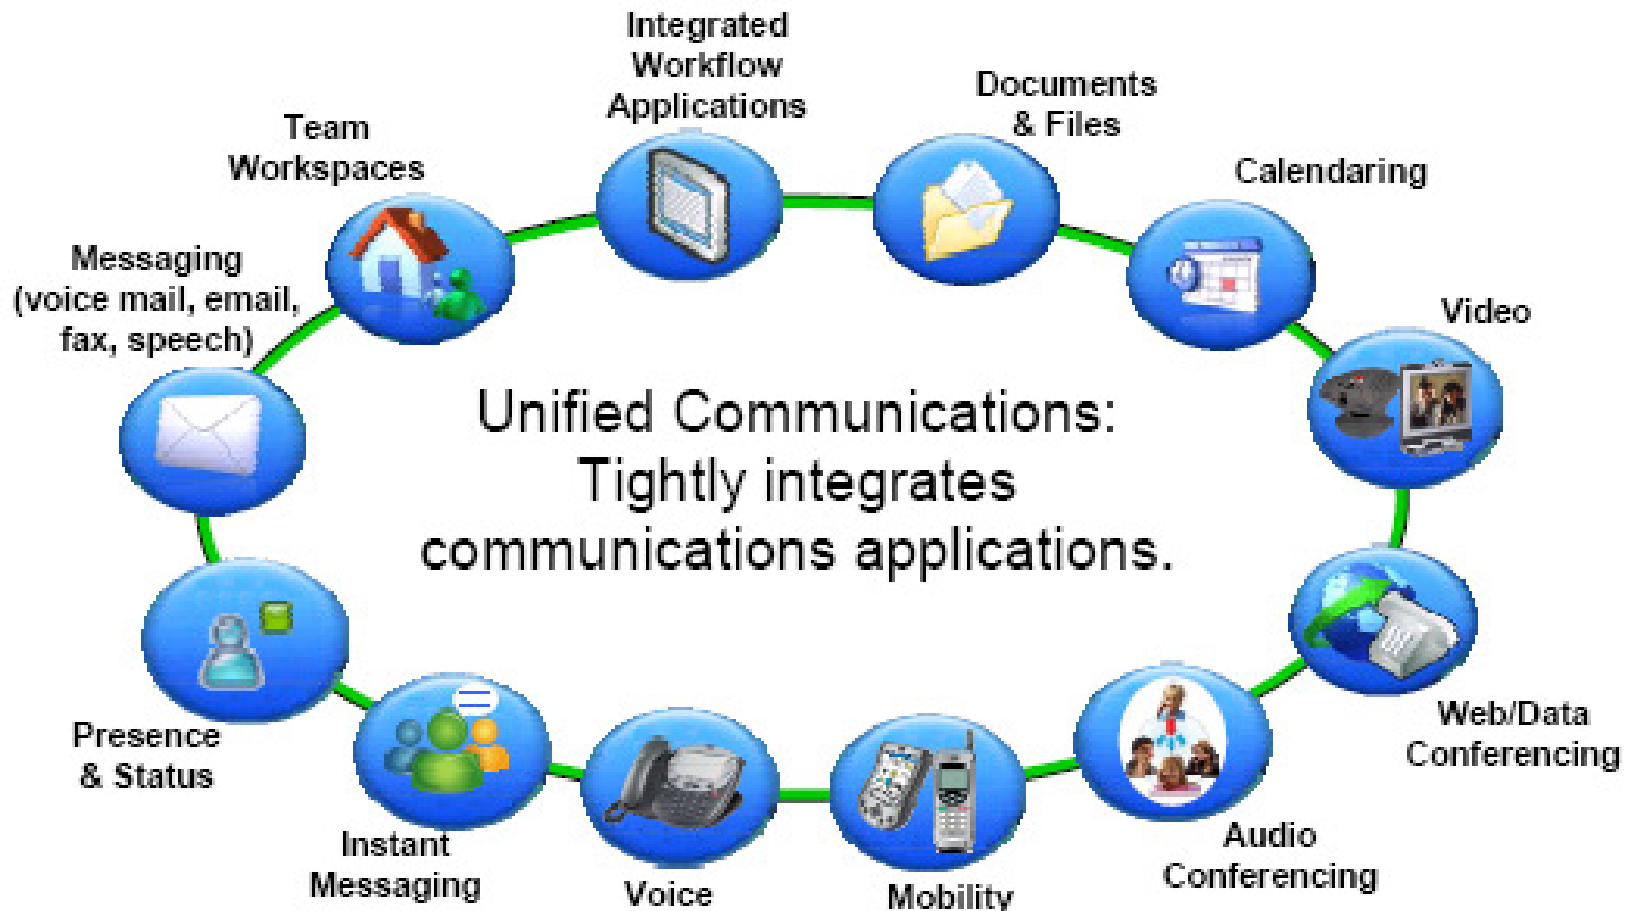 Integrated
Workflow
Applications
Documents
& Files
Calendaring
Video
Web/Data
Conferencing
Audio
Conferencing
Mobility
Voice
Instant
Messaging
Presence
& Status
Messaging
(voice mail, email,
fax, speech)
Team
Workspaces
Unified Communications:
Tightly integrates
communications applications.